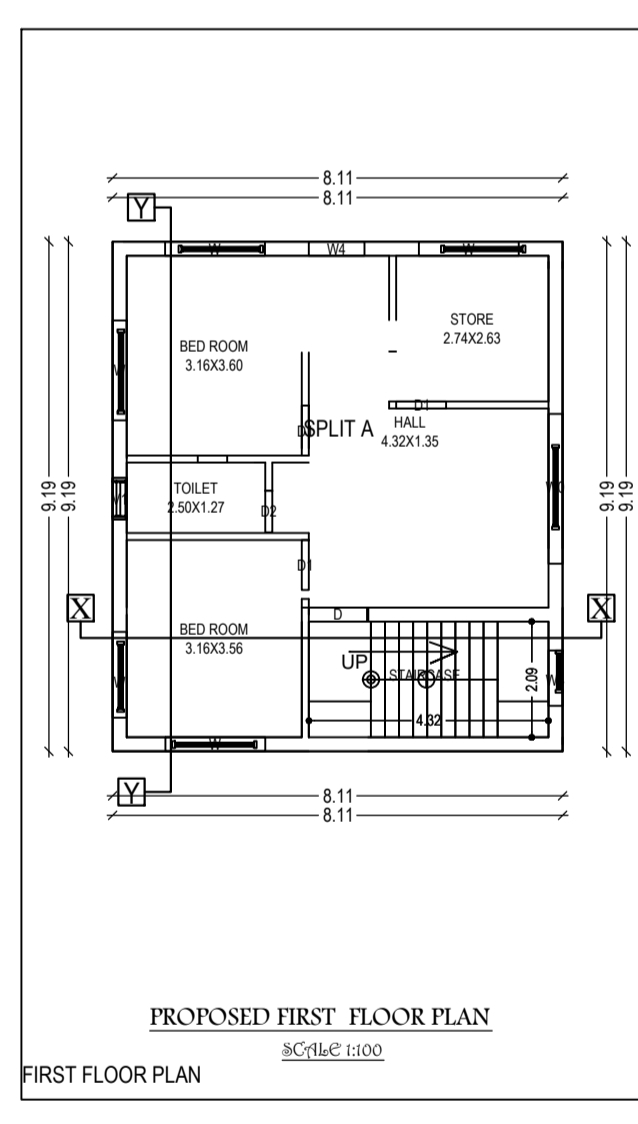 8.11
8.11
Y
W
W4
W
STORE
2.74X2.63
BED ROOM
3.16X3.60
W
D1
HALL
4.32X1.35
SPLIT A
D
TOILET
2.50X1.27
D2
9.19
9.19
9.19
9.19
D1
X
X
D
BED ROOM
3.16X3.56
UP
STAIRCASE
2.09
W
W
4.32
W
Y
8.11
8.11
PROPOSED FIRST FLOOR PLAN
SCALE 1:100
FIRST FLOOR PLAN